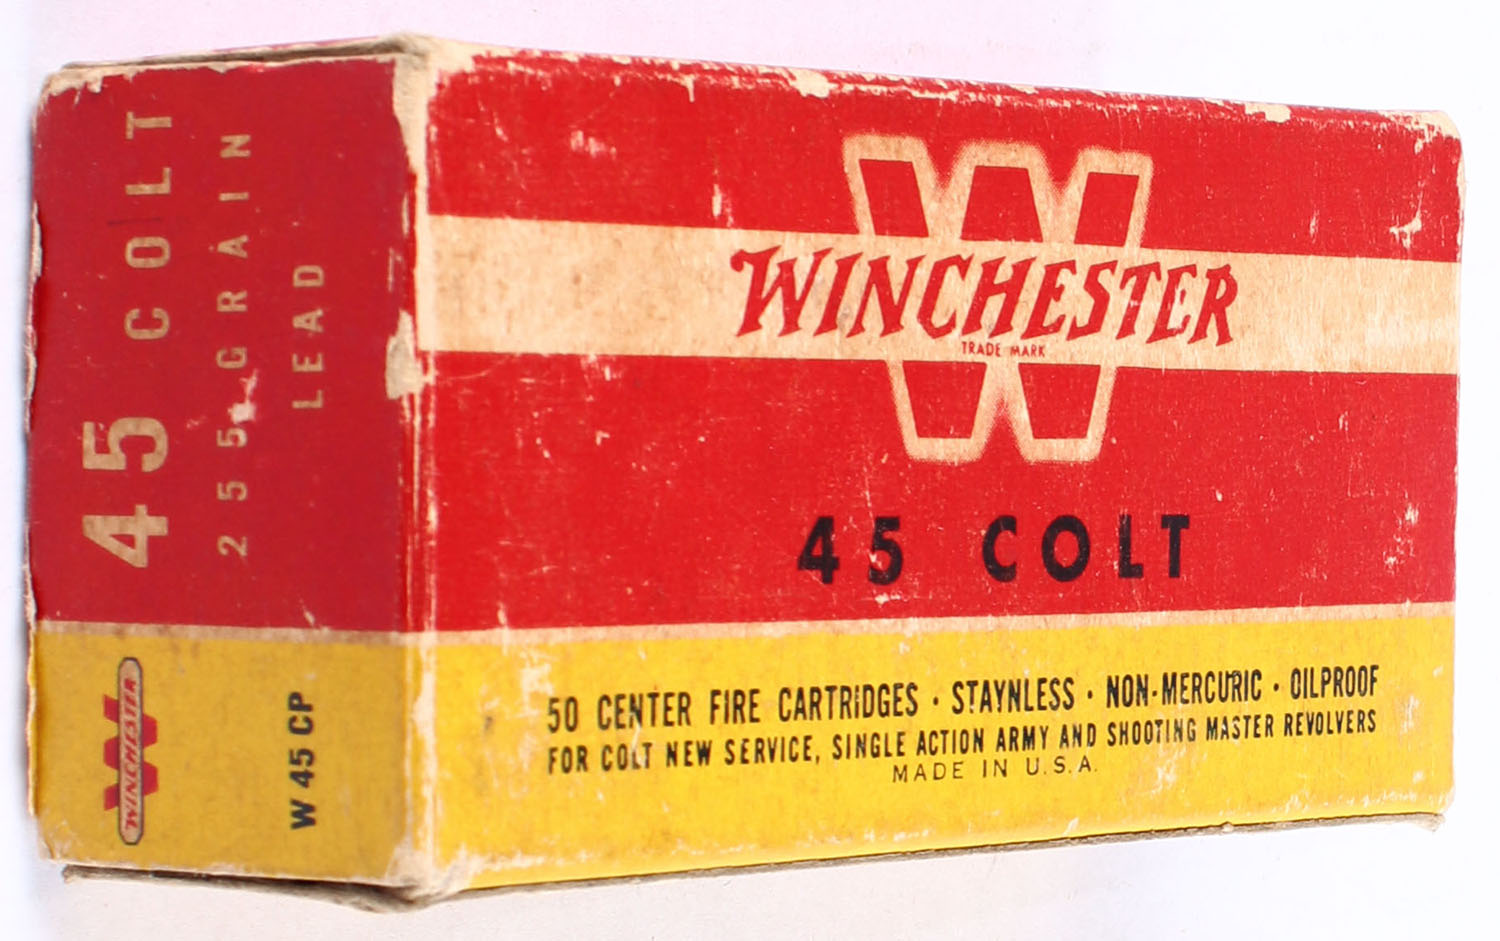 45 COLT
255 GRAIN
LEAD
WINCHESTER
W 45 CP
W
WINCHESTER
TRADE MARK
45 COLT
50 CENTER FIRE CARTRIDGES · STAYNLESS · NON-MERCURIC · OILPROOF
FOR COLT NEW SERVICE, SINGLE ACTION ARMY AND SHOOTING MASTER REVOLVERS
MADE IN U.S.A.